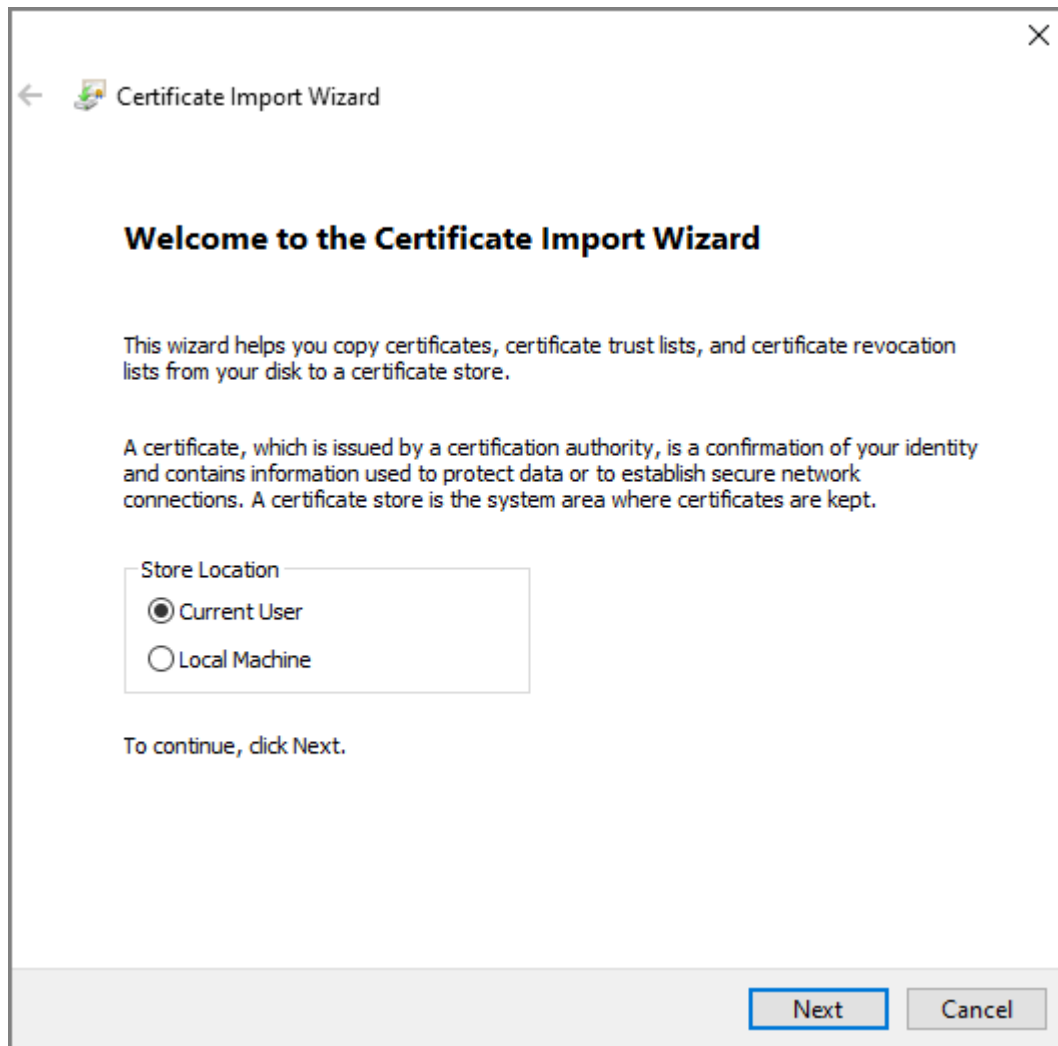 Certificate Import Wizard
Welcome to the Certificate Import Wizard
This wizard helps you copy certificates, certificate trust lists, and certificate revocation
lists from your disk to a certificate store.
A certificate, which is issued by a certification authority, is a confirmation of your identity
and contains information used to protect data or to establish secure network
connections. A certificate store is the system area where certificates are kept.
Store Location
Current User
Local Machine
To continue, click Next.
Next
Cancel